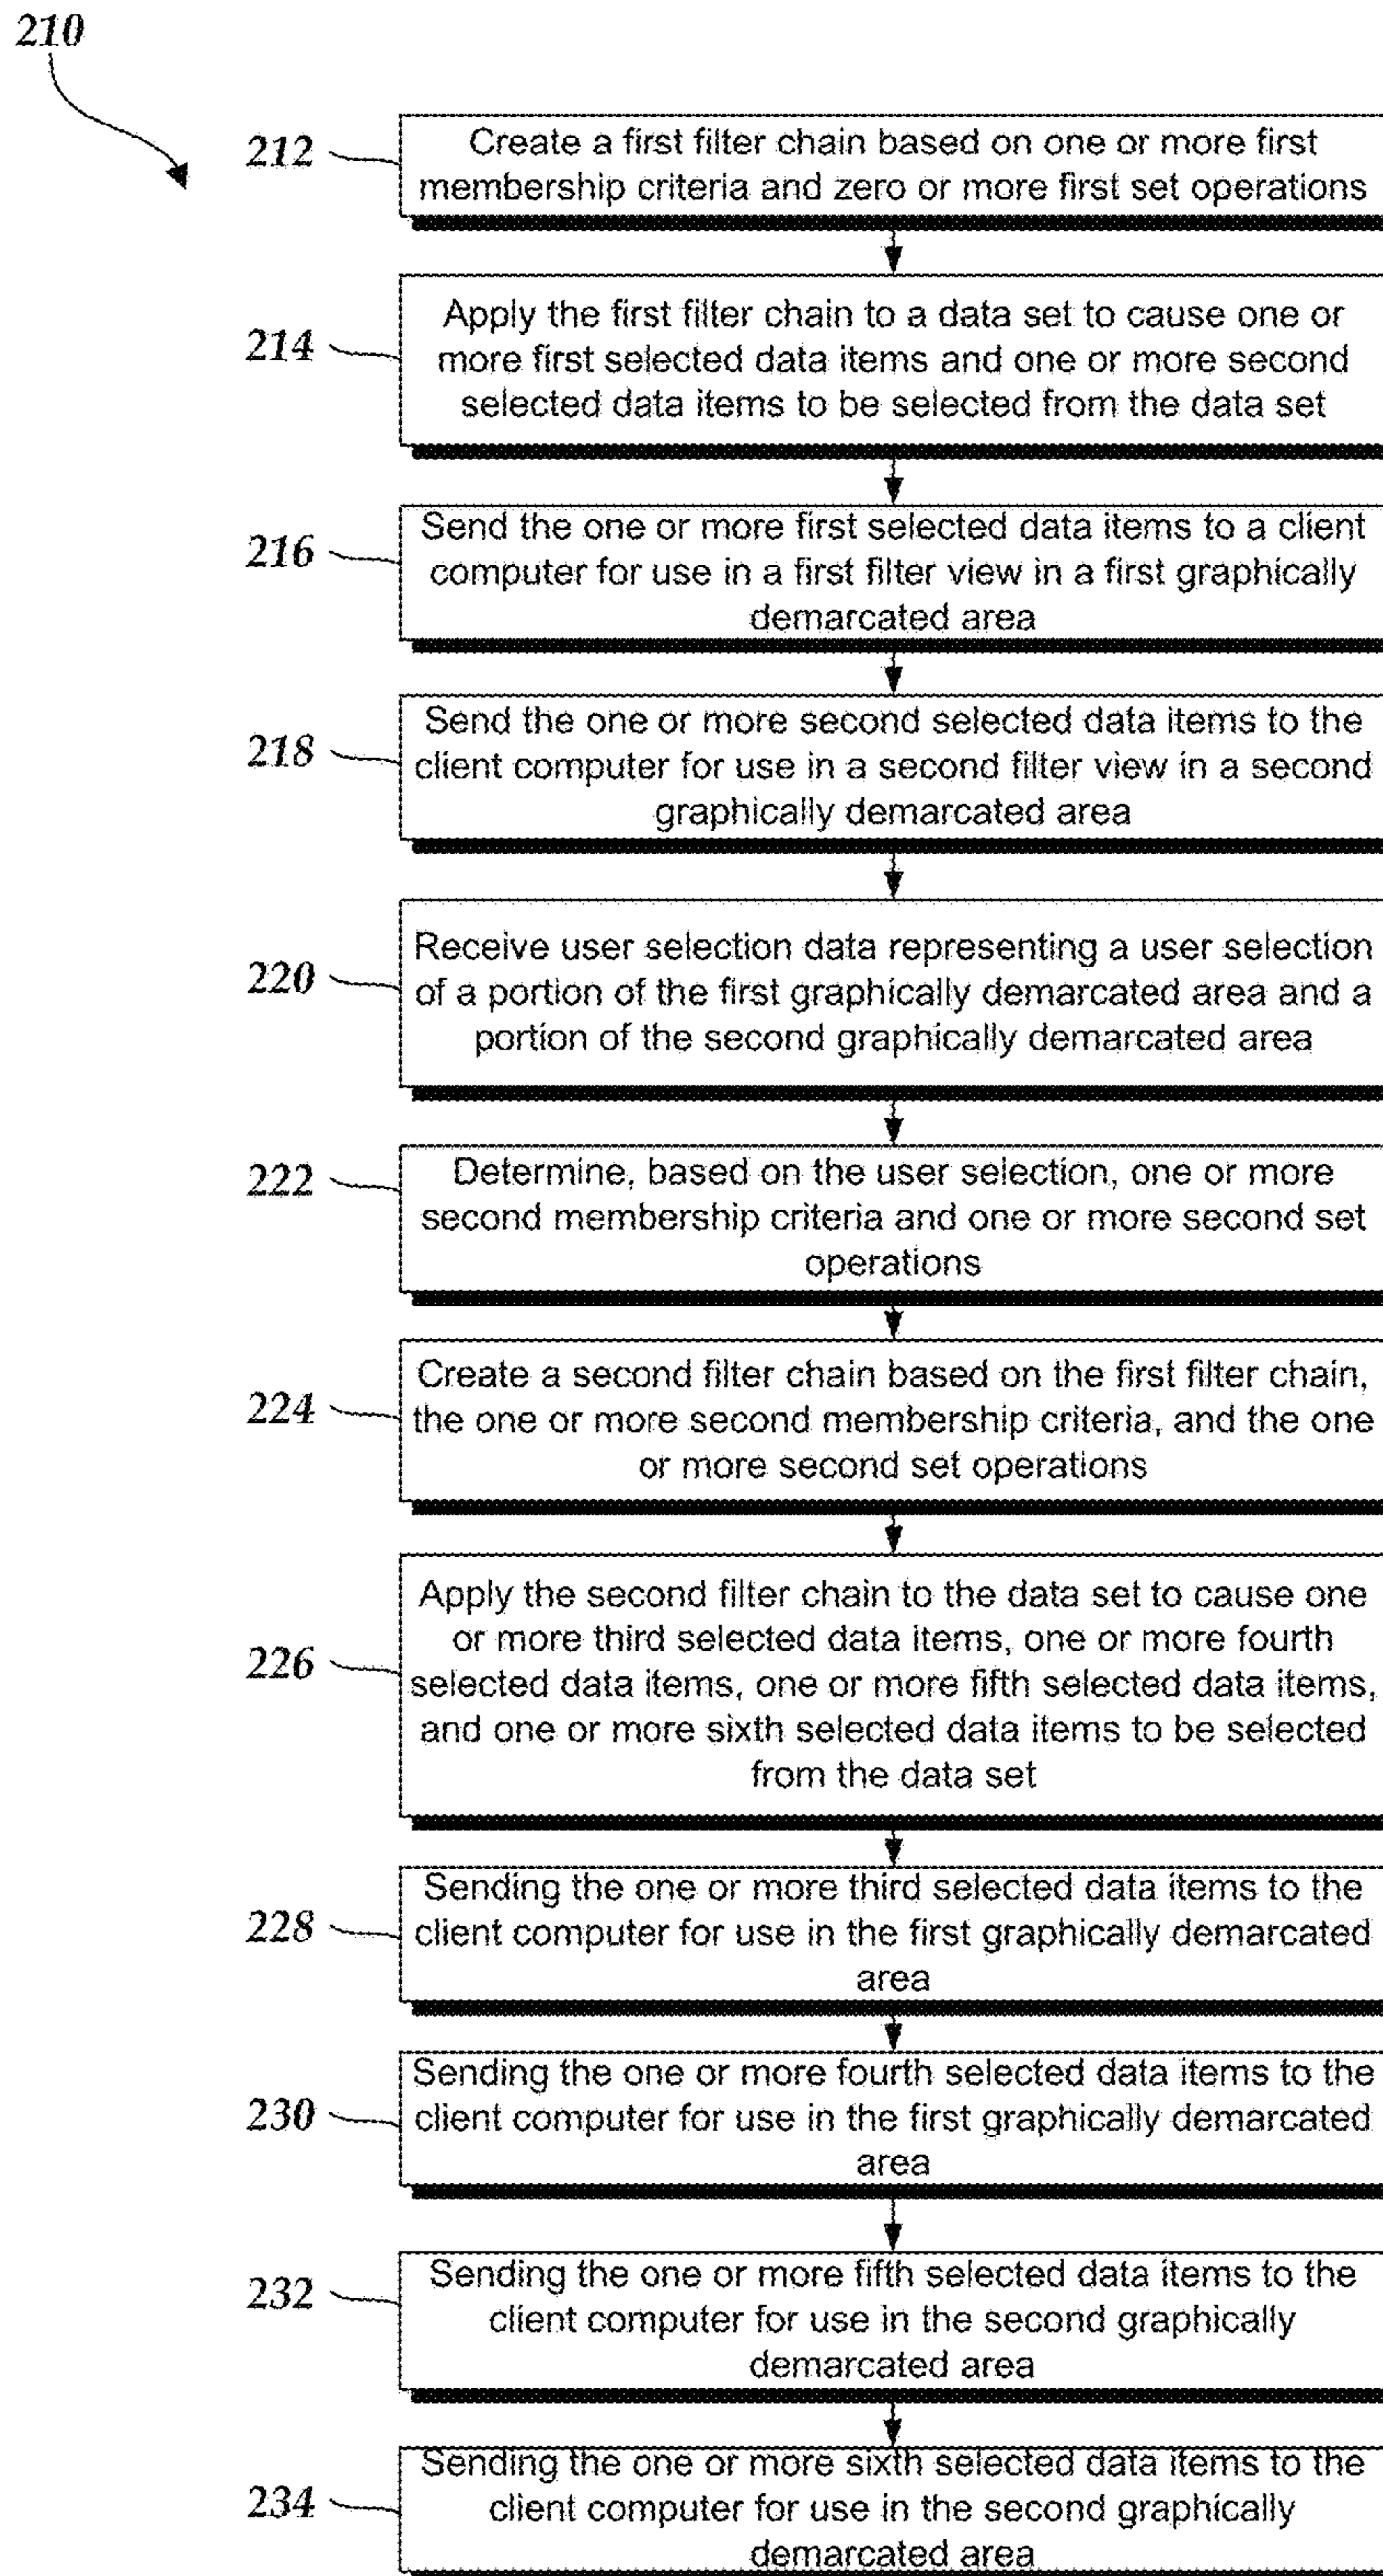 210
212
Create a first filter chain based on one or more first
membership criteria and zero or more first set operations
214
Apply the first filter chain to a data set to cause one or
more first selected data items and one or more second
selected data items to be selected from the data set
216
Send the one or more first selected data items to a client
computer for use in a first filter view in a first graphically
demarcated area
218
Send the one or more second selected data items to the
client computer for use in a second filter view in a second
graphically demarcated area
220
Receive user selection data representing a user selection
of a portion of the first graphically demarcated area and a
portion of the second graphically demarcated area
222
Determine, based on the user selection, one or more
second membership criteria and one or more second set
operations
224
Create a second filter chain based on the first filter chain,
the one or more second membership criteria, and the one
or more second set operations
226
Apply the second filter chain to the data set to cause one
or more third selected data items, one or more fourth
selected data items, one or more fifth selected data items,
and one or more sixth selected data items to be selected
from the data set
228
Sending the one or more third selected data items to the
client computer for use in the first graphically demarcated
area
230
Sending the one or more fourth selected data items to the
client computer for use in the first graphically demarcated
area
232
Sending the one or more fifth selected data items to the
client computer for use in the second graphically
demarcated area
234
Sending the one or more sixth selected data items to the
client computer for use in the second graphically
demarcated area